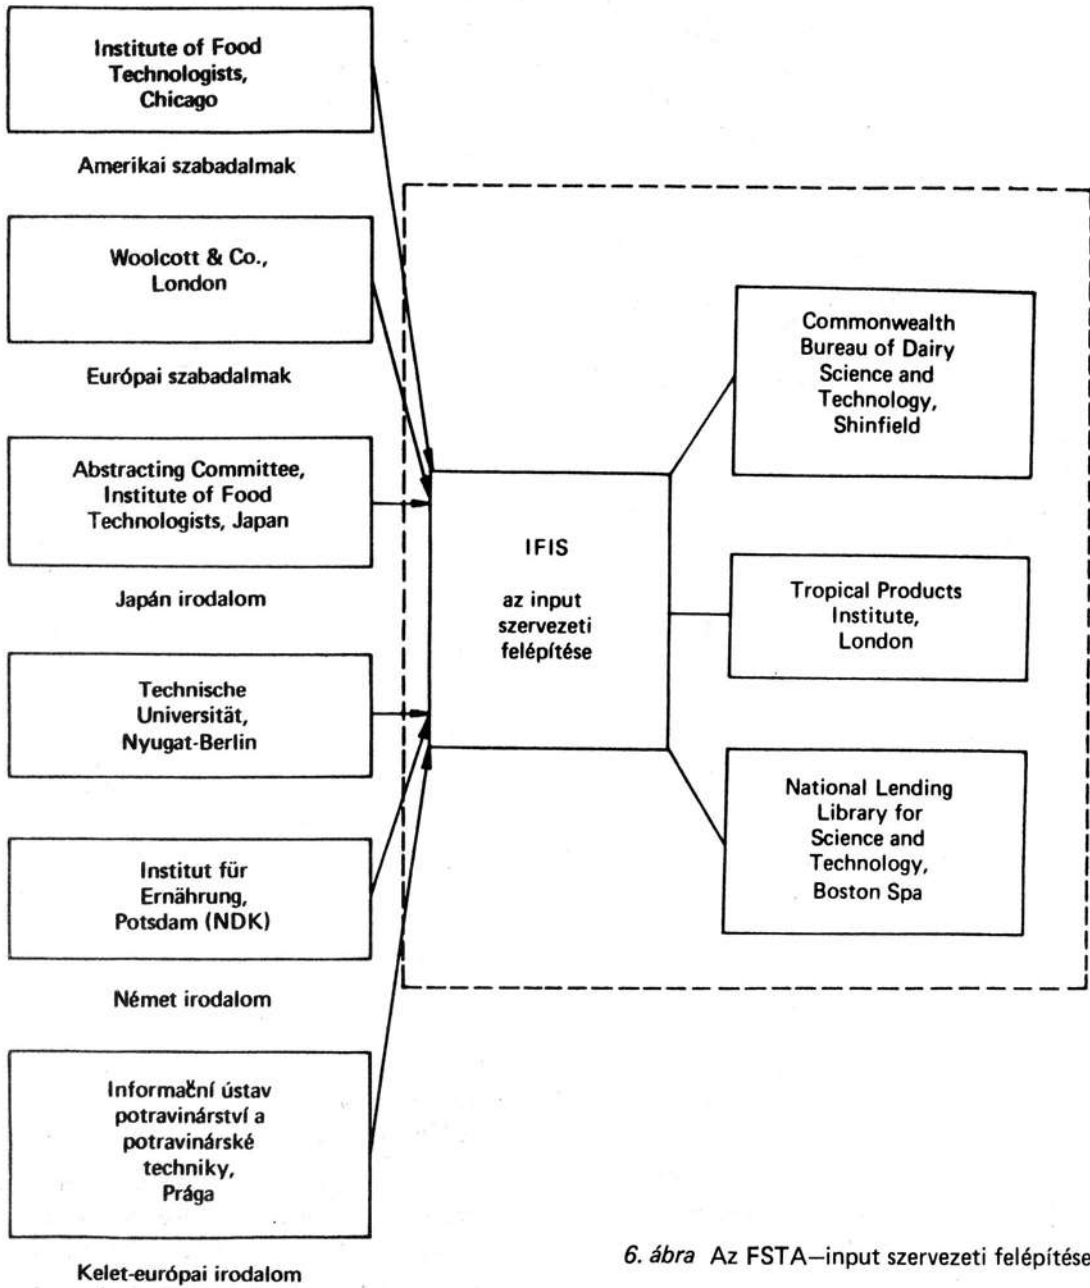 Institute of Food
Technologists,
Chicago
Amerikai szabadalmak
Woolcott & Co.,
London
Európai szabadalmak
Abstracting Committee,
Institute of Food
Technologists, Japan
Japán irodalom
Technische
Universität,
Nyugat-Berlin
Institut für
Ernährung,
Potsdam (NDK)
Német irodalom
Informační ústav
potravinárství a
potravinárské
techniky,
Prága
Kelet-európai irodalom
IFIS
az input
szervezeti
felépítése
Commonwealth
Bureau of Dairy
Science and
Technology,
Shinfield
Tropical Products
Institute,
London
National Lending
Library for
Science and
Technology,
Boston Spa
6. ábra Az FSTA–input szervezeti felépítése